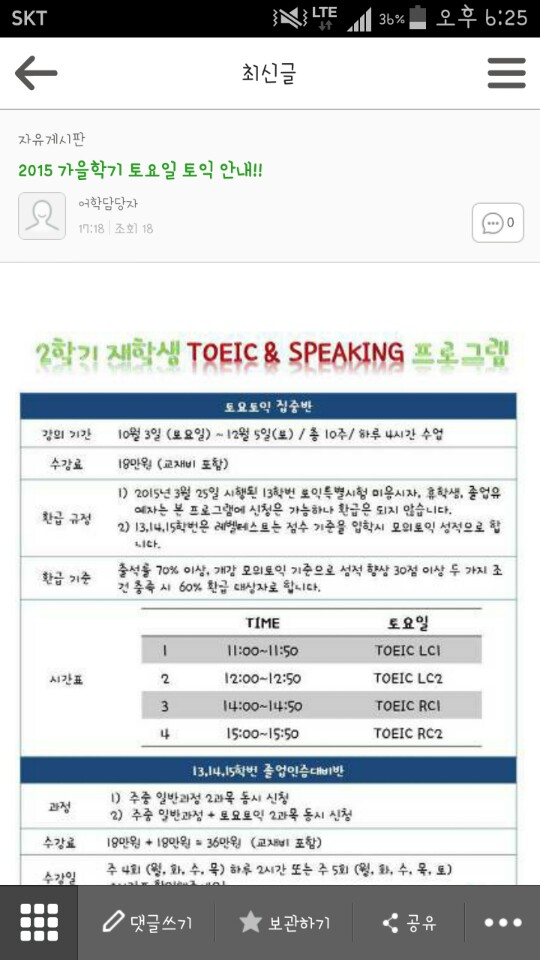 SKT
LTE
36%
오후 6:25
최신글
자유게시판
2015 가을학기 토요일 토익 안내!!
어학담당자
17:18 | 조회 18
0
2학기 재학생 TOEIC & SPEAKING 프로그램
토요토익 집중반
강의 기간 10월 3일 (토요일) ~ 12월 5일(토) / 총 10주/ 하루 4시간 수업
수강료 18만원 (교재비 포함)
환급 규정
1) 2015년 3월 25일 시행된 13학번 토익특별시험 미응시자, 휴학생, 졸업유
예자는 본 프로그램에 신청은 가능하나 환급은 되지 않습니다.
2) 13,14,15학번은 레벨테스트는 점수 기준을 입학시 모의토익 성적으로 합
니다.
환급 기준
출석률 70% 이상, 개강 모의토익 기준으로 성적 향상 30점 이상 두 가지 조
건 충족 시 60% 환급 대상자로 합니다.
시간표
TIME 토요일
1 11:00~11:50 TOEIC LC1
2 12:00~12:50 TOEIC LC2
3 14:00~14:50 TOEIC RC1
4 15:00~15:50 TOEIC RC2
13,14,15학번 졸업인증대비반
과정
1) 주중 일반과정 2과목 동시 신청
2) 주중 일반과정 + 토요토익 2과목 동시 신청
수강료 18만원 + 18만원 = 36만원 (교재비 포함)
수강일 주 4회 (월, 화, 수, 목) 하루 2시간 또는 주 5회 (월, 화, 수, 목, 토)
댓글쓰기
보관하기
공유